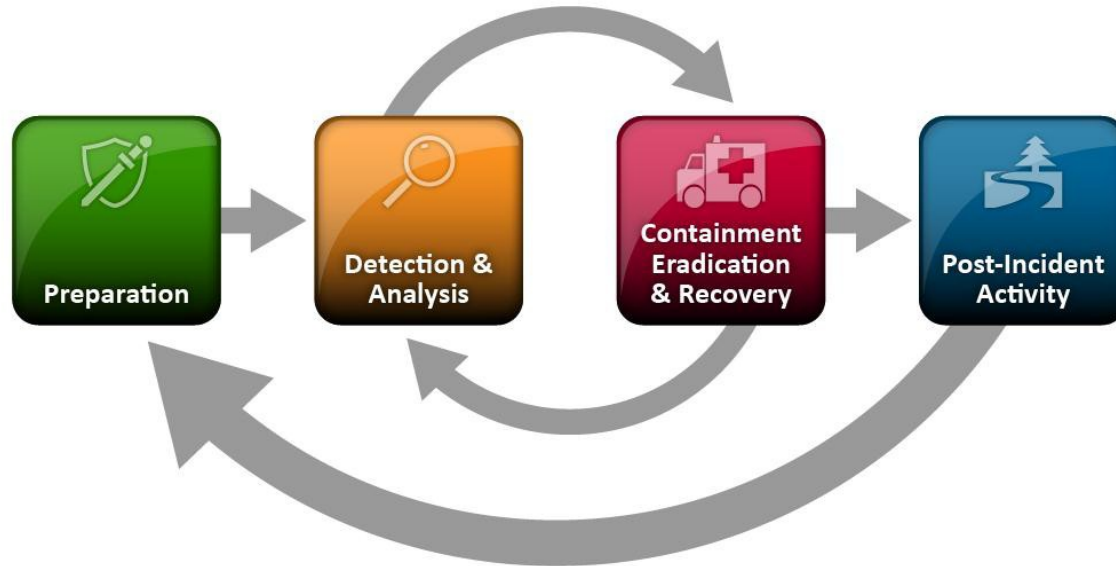 Preparation
Detection &
Analysis
Containment
Eradication
& Recovery
Post-Incident
Activity